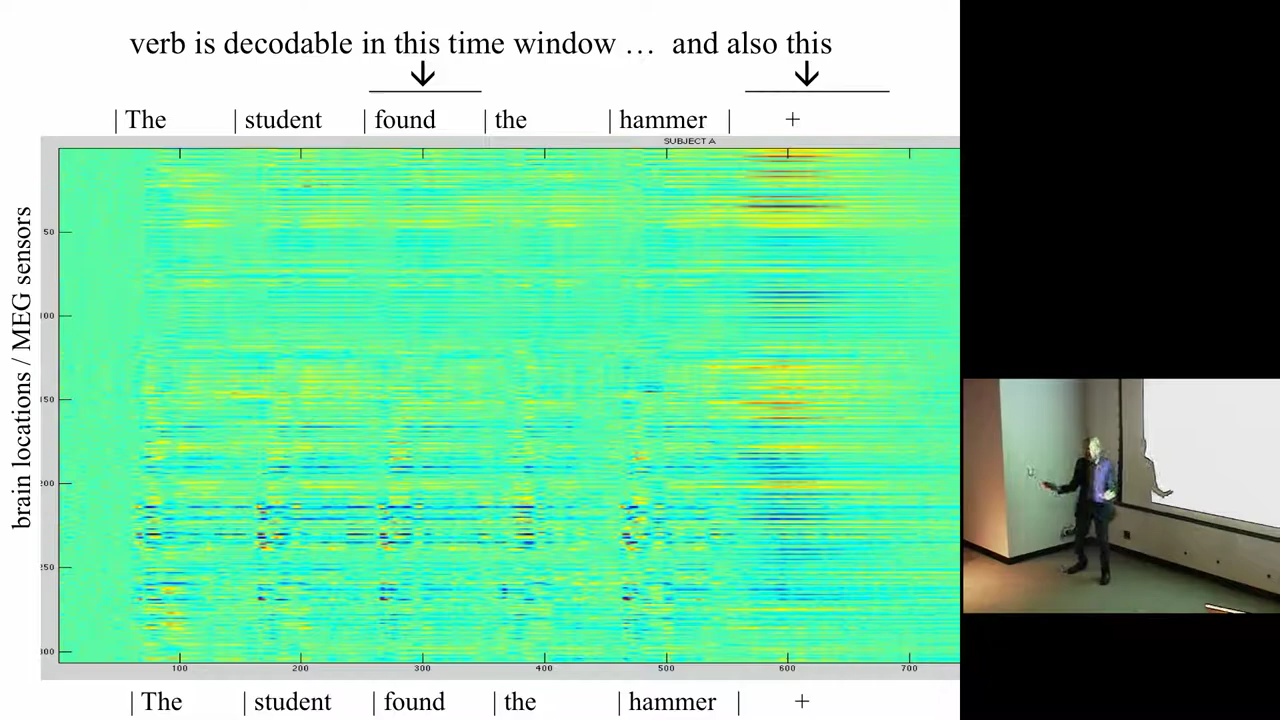 verb is decodable in this time window … and also this
| The | student | found | the | hammer | +
SUBJECT A
brain locations / MEG sensors
50
100
150
200
250
300
100 200 300 400 500 600 700
| The | student | found | the | hammer | +